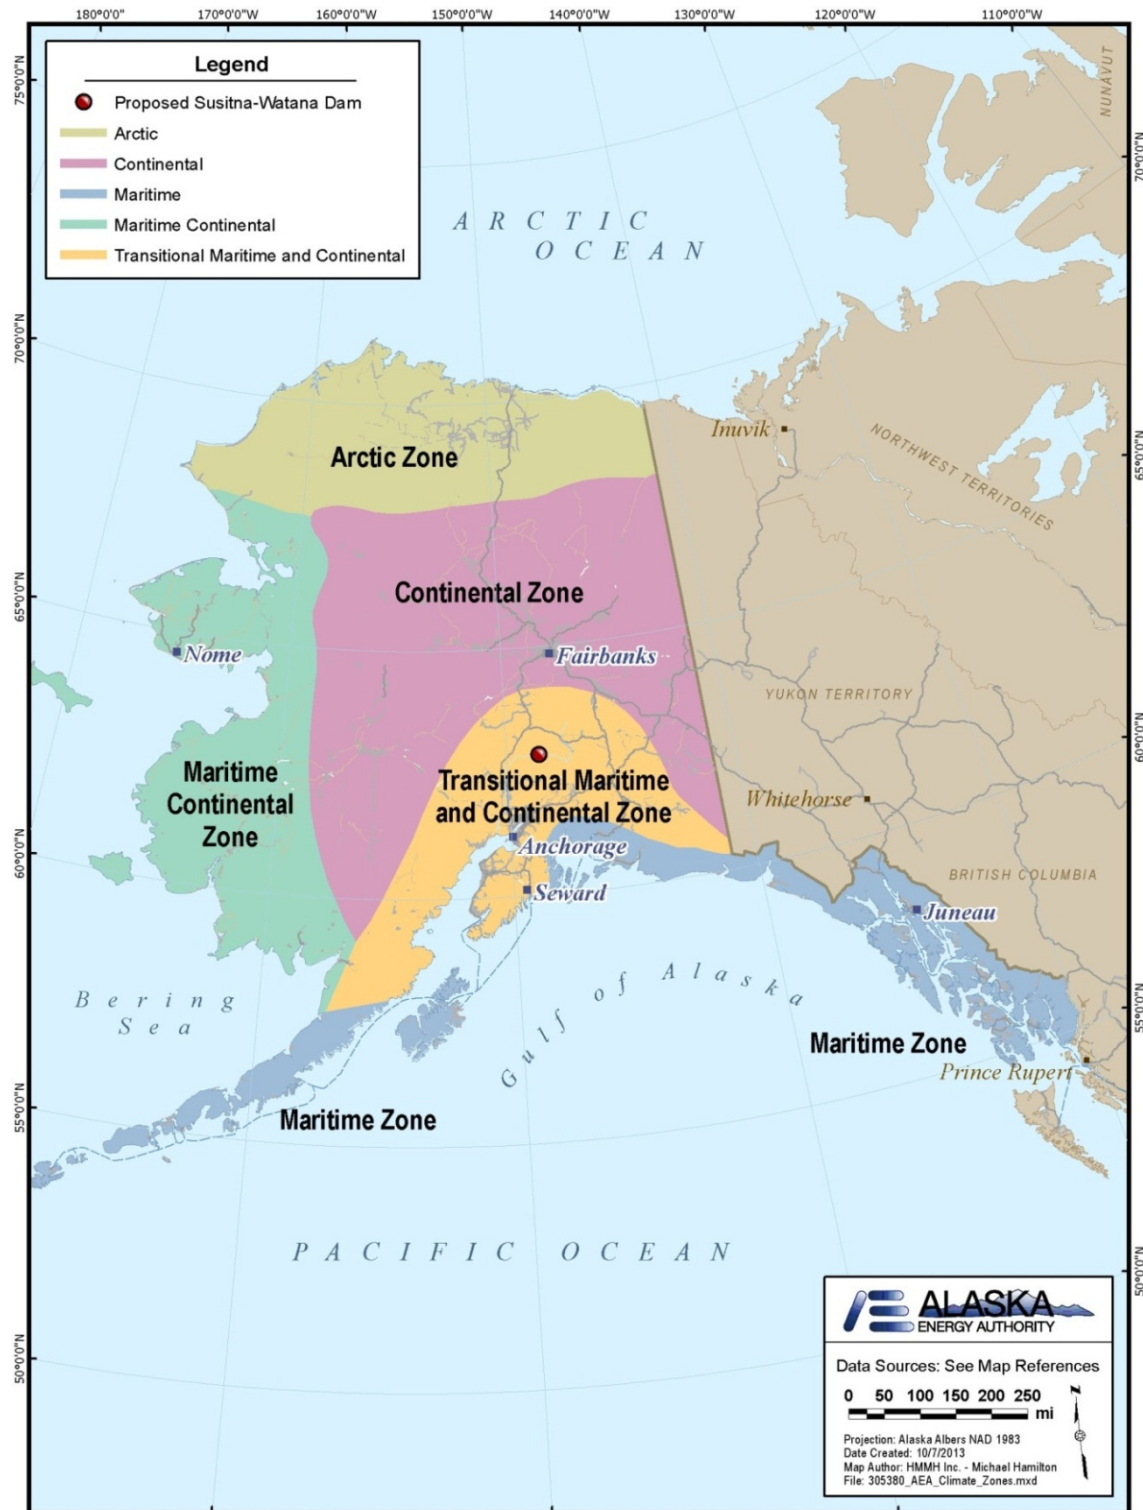 180°0'0"W 170°0'0"W 160°0'0"W 150°0'0"W 140°0'0"W 130°0'0"W 120°0'0"W 110°0'0"W
Legend
Proposed Susitna-Watana Dam
Arctic
Continental
Maritime
Maritime Continental
Transitional Maritime and Continental
75°0'0"N
70°0'0"N
65°0'0"N
60°0'0"N
55°0'0"N
50°0'0"N
70°0'0"N
65°0'0"N
60°0'0"N
55°0'0"N
50°0'0"N
NUNAVUT
ARCTIC
OCEAN
Inuvik
NORTHWEST TERRITORIES
Arctic Zone
Continental Zone
Nome
Fairbanks
YUKON TERRITORY
Maritime
Continental
Zone
Transitional Maritime
and Continental Zone
Whitehorse
Anchorage
Seward
BRITISH COLUMBIA
Juneau
Bering
Sea
Gulf of Alaska
Maritime Zone
Prince Rupert
Maritime Zone
PACIFIC OCEAN
ALASKA
ENERGY AUTHORITY
Data Sources: See Map References
0 50 100 150 200 250
mi
N
Projection: Alaska Albers NAD 1983
Date Created: 10/7/2013
Map Author: HMMH Inc. - Michael Hamilton
File: 305380_AEA_Climate_Zones.mxd